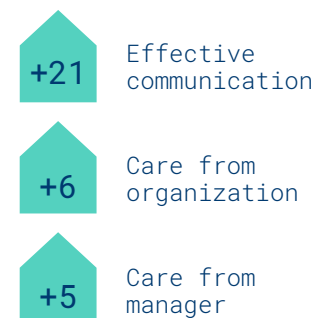 +21
Effective
communication
+6
Care from
organization
+5
Care from
manager